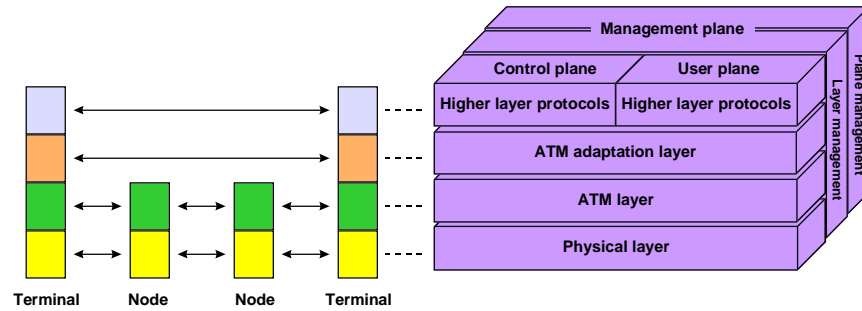 Management plane
Control plane
User plane
Plane management
Layer management
Higher layer protocols
Higher layer protocols
ATM adaptation layer
ATM layer
Physical layer
Terminal
Node
Node
Terminal